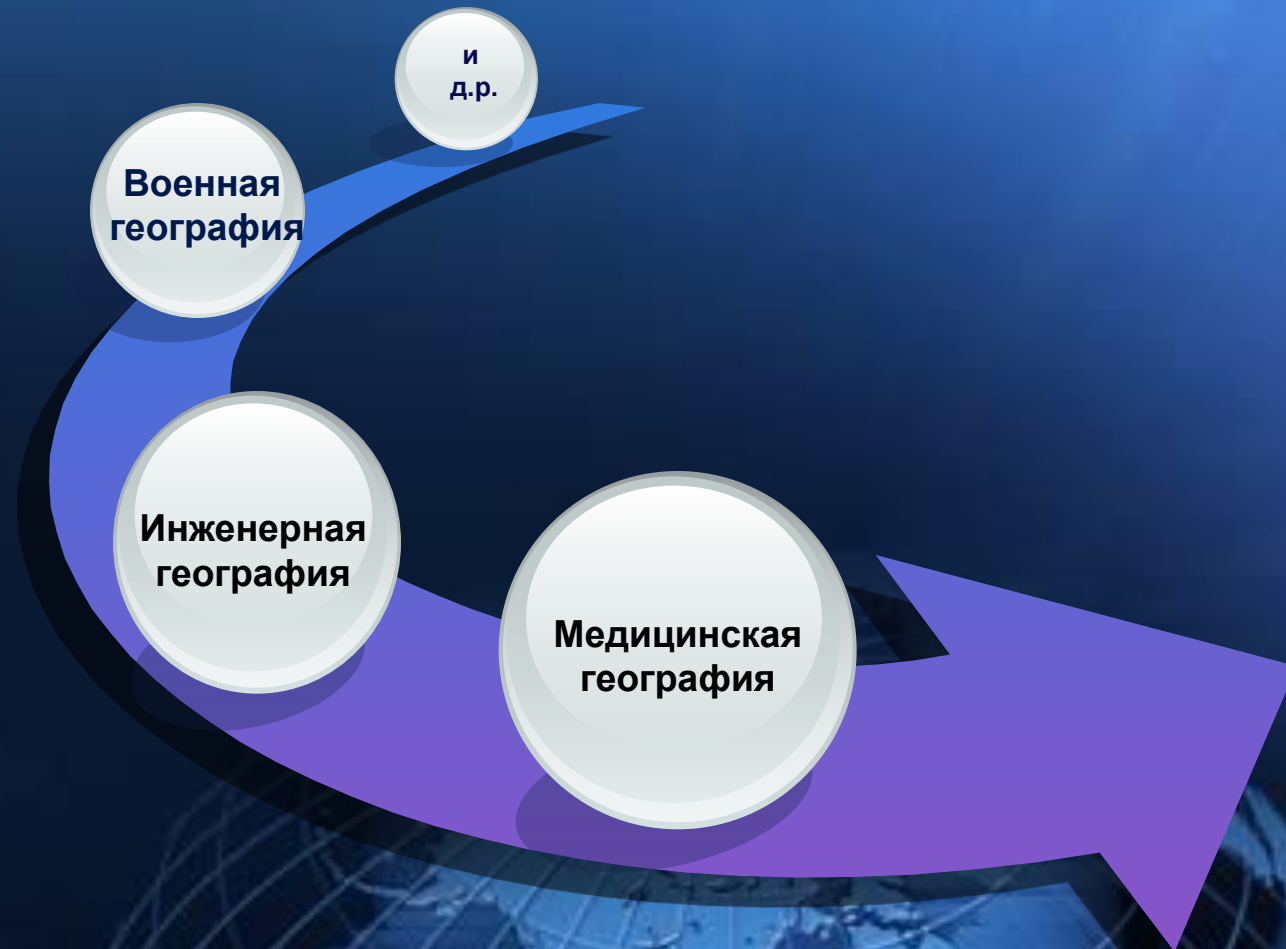 и
д.р.
Военная
география
Инженерная
география
Медицинская
география